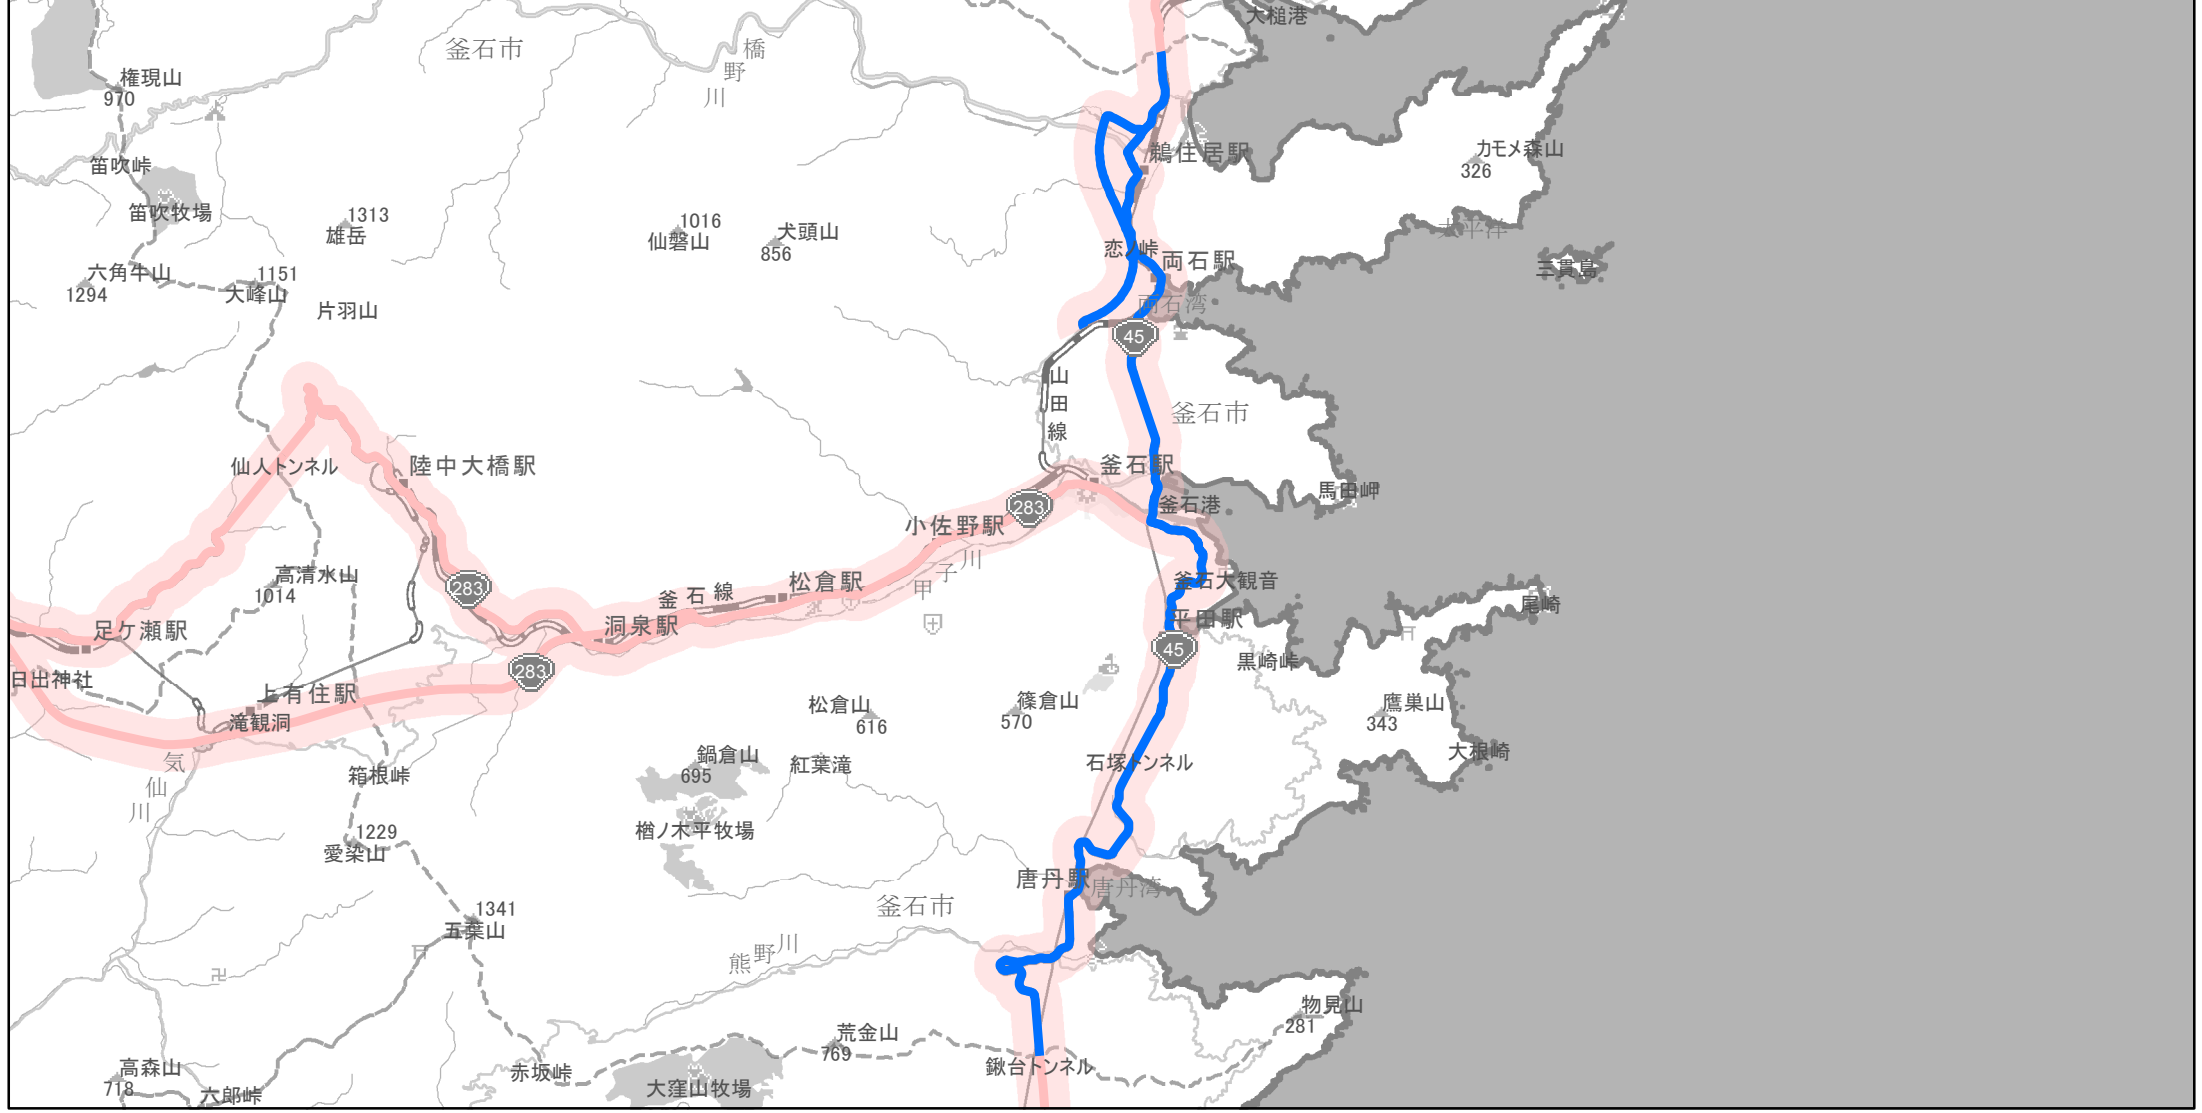 大槌港
釜石市
橋野川
権現山
970
笛吹峠
笛吹牧場
鵜住居駅
カモメ森山
326
太平洋
1313
雄岳
1016
仙磐山
犬頭山
856
恋ノ峠
両石駅
三貫島
六角牛山
1294
1151
大峰山
片羽山
両石湾
45
山田線
釜石市
仙人トンネル
陸中大橋駅
釜石駅
馬田岬
283
釜石港
小佐野駅
甲子川
高清水山
1014
283
釜石線
松倉駅
釜石大観音
尾崎
足ケ瀬駅
洞泉駅
平田駅
45
黒崎峠
日出神社
283
上有住駅
滝観洞
松倉山
616
篠倉山
570
鷹巣山
343
大根崎
気仙川
箱根峠
鍋倉山
695
紅葉滝
石塚トンネル
1229
愛染山
楢ノ木平牧場
唐丹駅
唐丹湾
釜石市
1341
五葉山
熊野川
物見山
281
荒金山
769
高森山
718
六郎峠
赤坂峠
大窪山牧場
鍬台トンネル